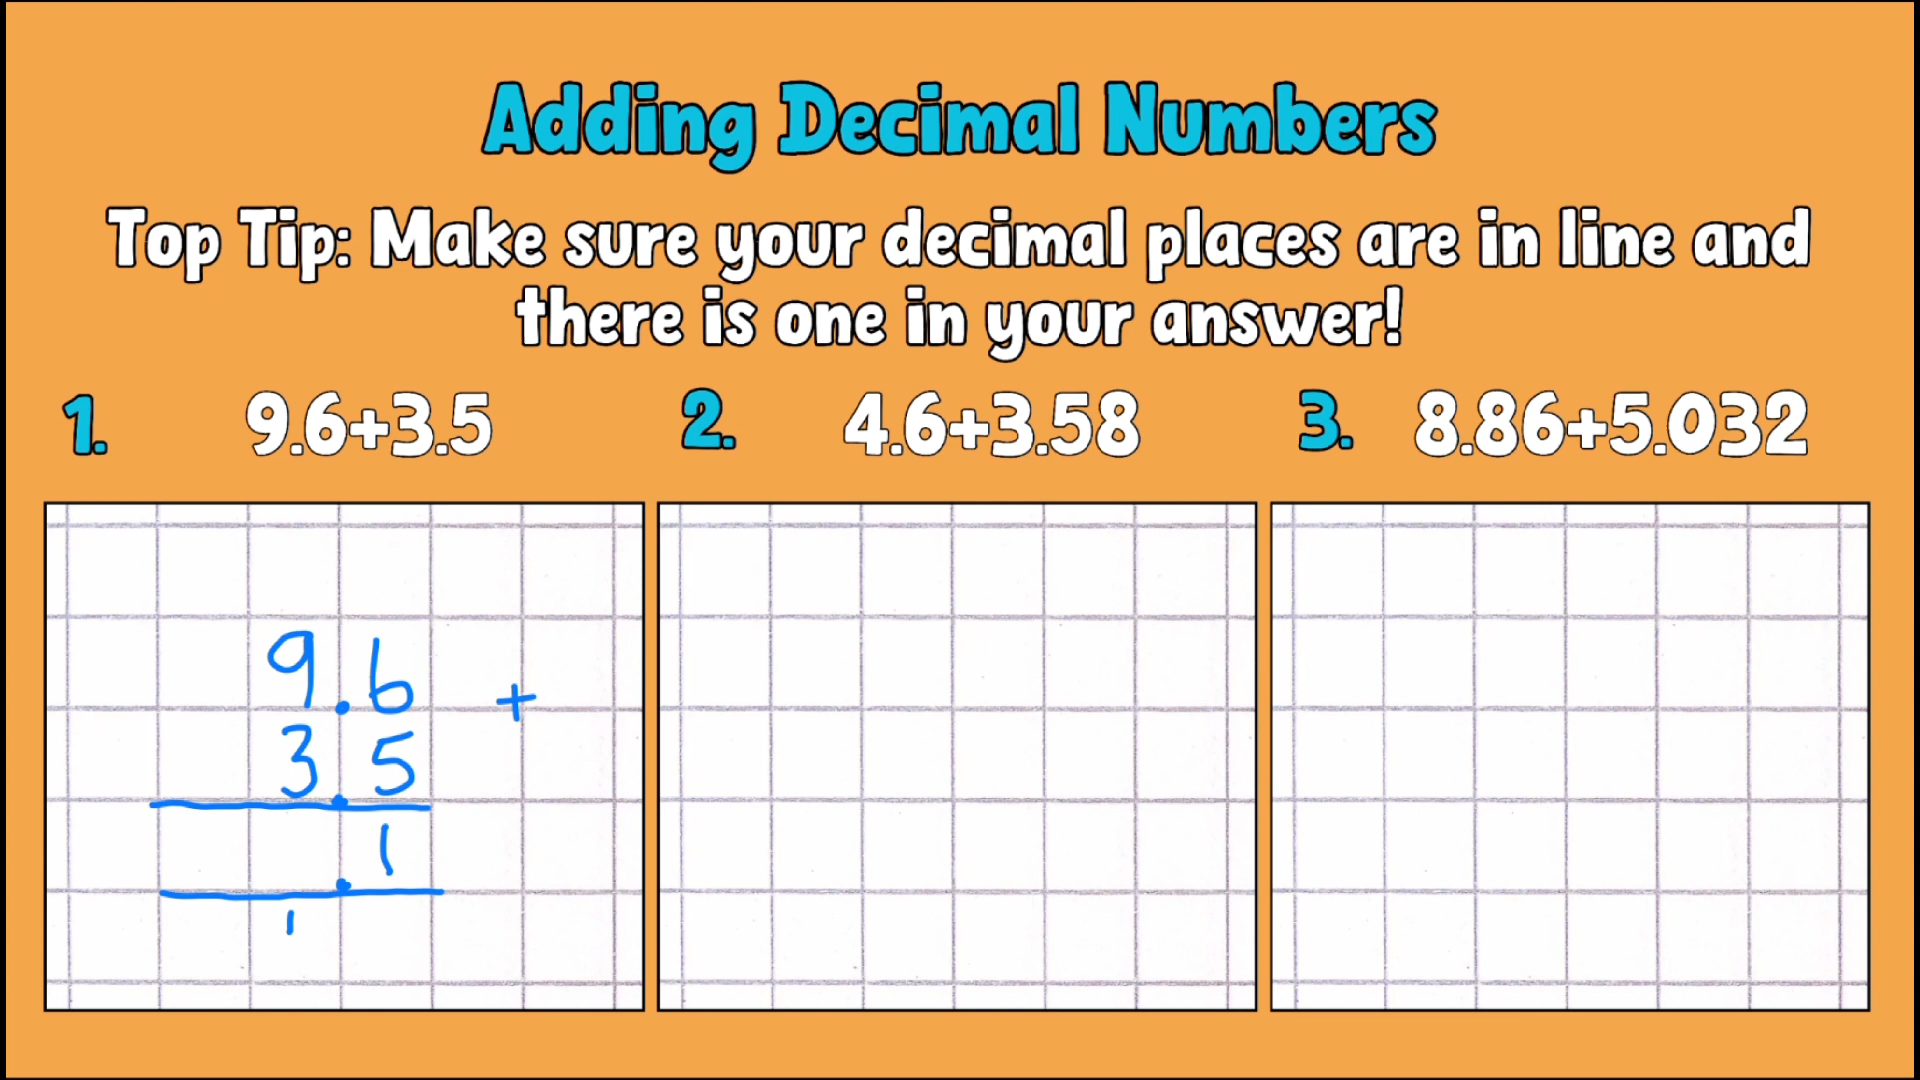 Adding Decimal Numbers
Top Tip: Make sure your decimal places are in line and
there is one in your answer!
1. 9.6+3.5 2. 4.6+3.58 3. 8.86+5.032
9.6 +
3.5
.1
1